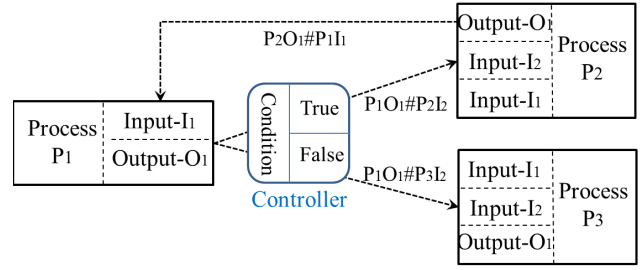 P2O1#P1I1
Process
P1
Input-I1
Output-O1
Condition
True
False
Controller
P1O1#P2I2
P1O1#P3I2
Output-O1
Input-I2
Input-I1
Process
P2
Input-I1
Input-I2
Output-O1
Process
P3